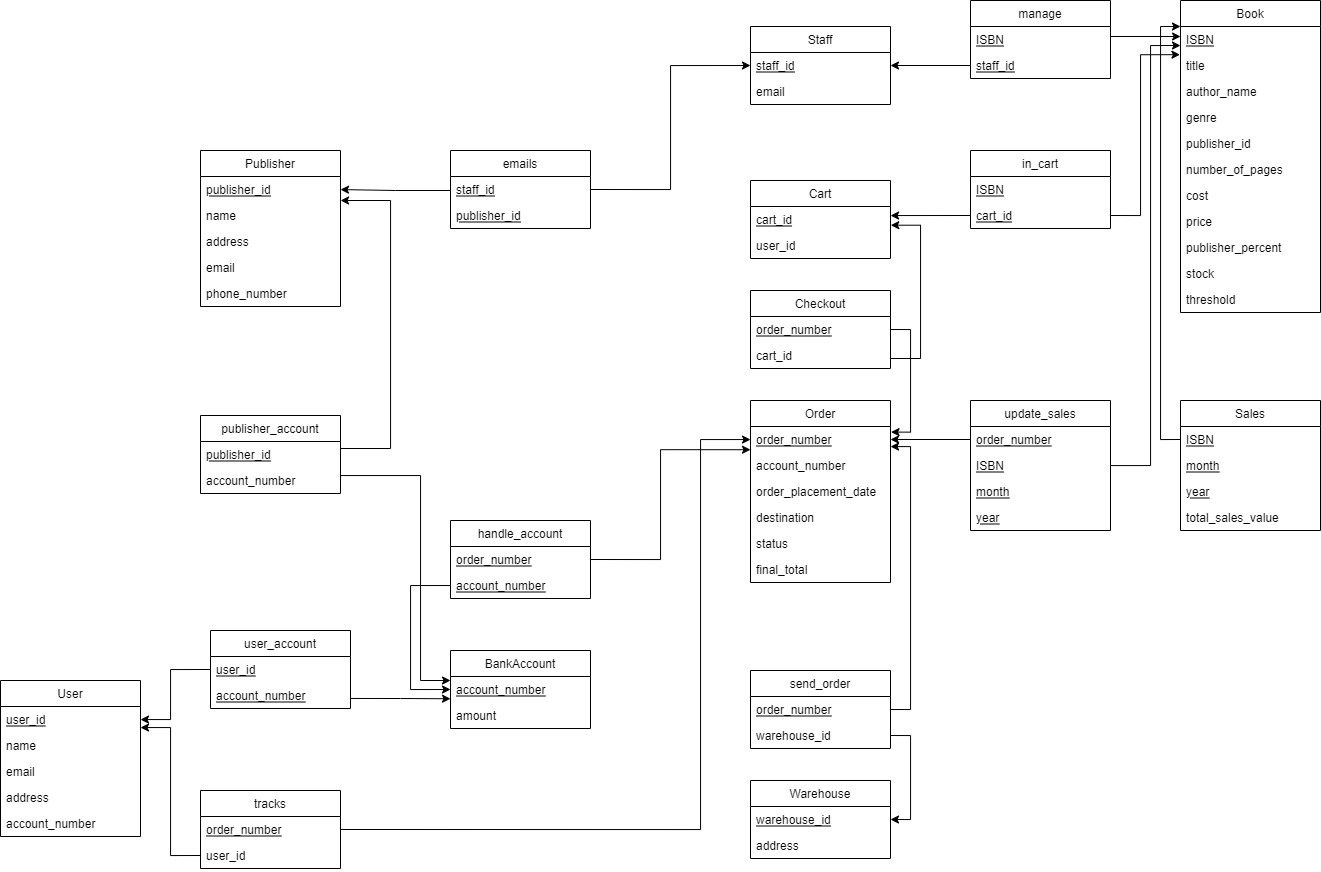 manage
ISBN
staff_id
Book
ISBN
title
author_name
genre
publisher_id
number_of_pages
cost
price
publisher_percent
stock
threshold
Staff
staff_id
email
Publisher
publisher_id
name
address
email
phone_number
emails
staff_id
publisher_id
Cart
cart_id
user_id
in_cart
ISBN
cart_id
Checkout
order_number
cart_id
publisher_account
publisher_id
account_number
Order
order_number
account_number
order_placement_date
destination
status
final_total
update_sales
order_number
ISBN
month
year
Sales
ISBN
month
year
total_sales_value
handle_account
order_number
account_number
user_account
user_id
account_number
BankAccount
account_number
amount
User
user_id
name
email
address
account_number
send_order
order_number
warehouse_id
tracks
order_number
user_id
Warehouse
warehouse_id
address